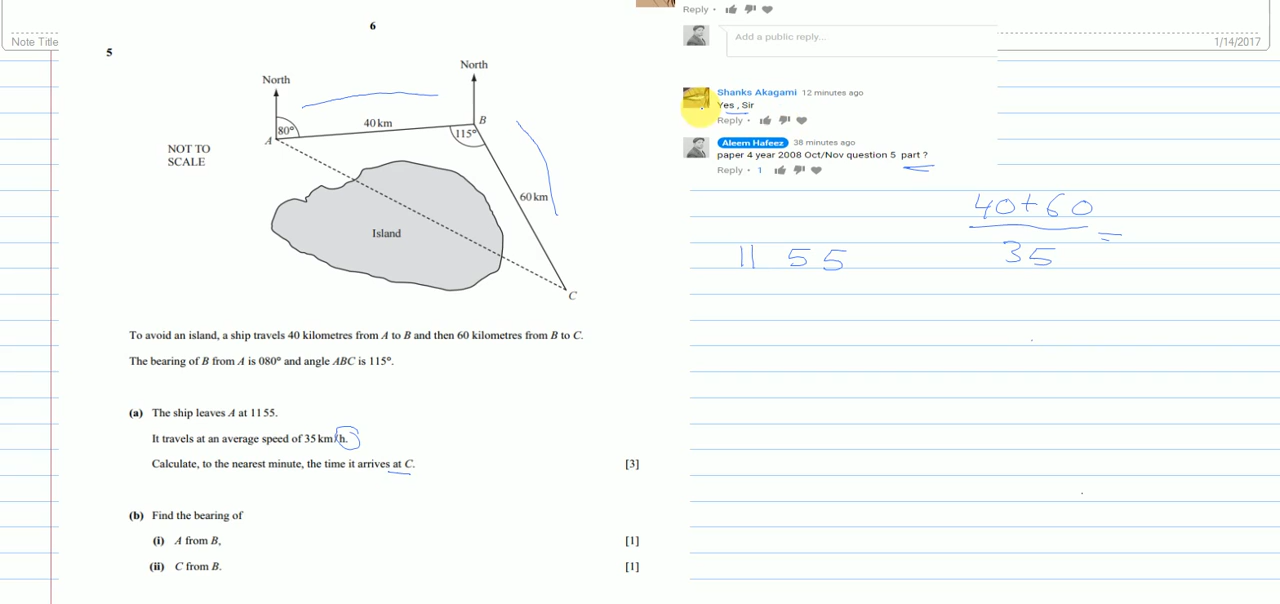 Note Title
6
5
North
North
80°
40 km
B
A
115°
NOT TO
SCALE
60 km
Island
C
To avoid an island, a ship travels 40 kilometres from A to B and then 60 kilometres from B to C.
The bearing of B from A is 080° and angle ABC is 115°.
(a) The ship leaves A at 11 55.
It travels at an average speed of 35 km/h.
Calculate, to the nearest minute, the time it arrives at C. [3]
(b) Find the bearing of
(i) A from B, [1]
(ii) C from B. [1]
Reply •
Add a public reply...
1/14/2017
Shanks Akagami 12 minutes ago
Yes , Sir
Reply •
Aleem Hafeez 38 minutes ago
paper 4 year 2008 Oct/Nov question 5 part ?
Reply • 1
40 + 60
35
=
11 55